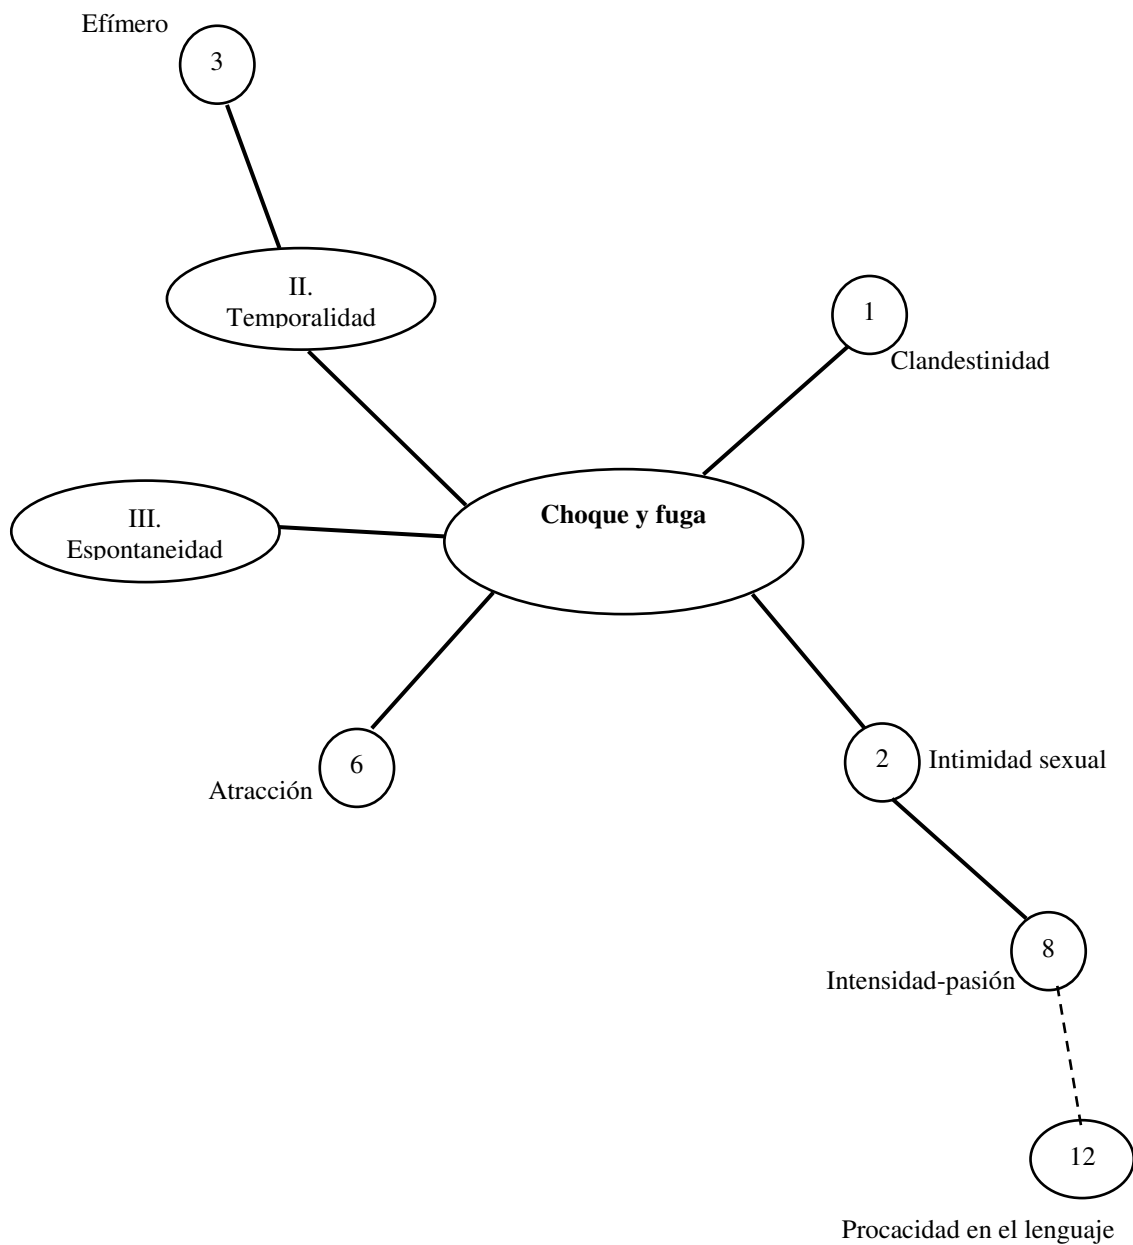 Efímero
3
II.
Temporalidad
1
Clandestinidad
Choque y fuga
III.
Espontaneidad
2
Intimidad sexual
6
Atracción
8
Intensidad-pasión
12
Procacidad en el lenguaje